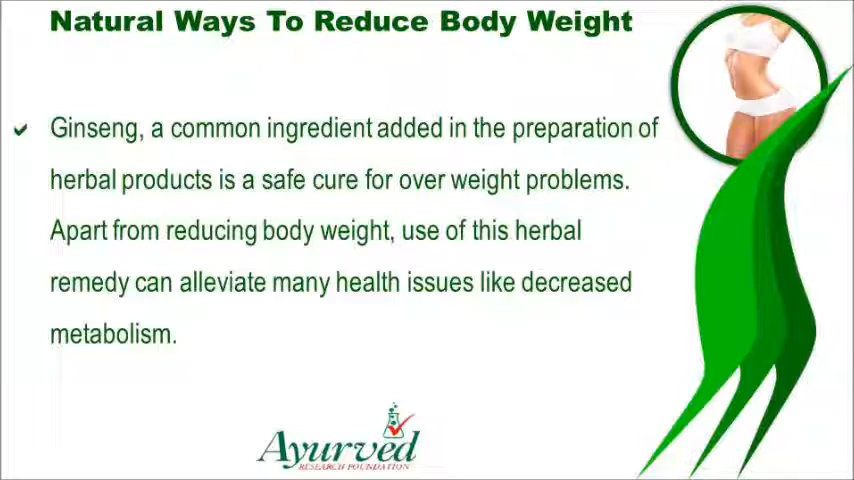 Natural Ways To Reduce Body Weight
Ginseng, a common ingredient added in the preparation of
herbal products is a safe cure for over weight problems.
Apart from reducing body weight, use of this herbal
remedy can alleviate many health issues like decreased
metabolism.
Ayurved
RESEARCH FOUNDATION